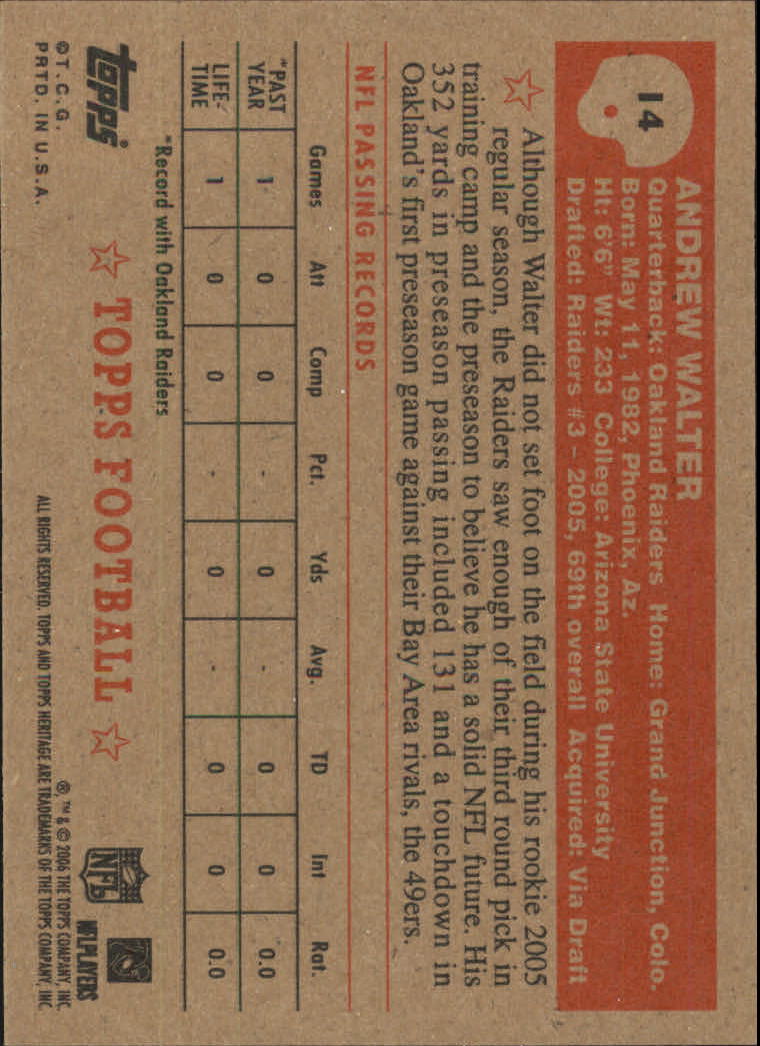 14
ANDREW WALTER
Quarterback: Oakland Raiders Home: Grand Junction, Colo.
Born: May 11, 1982, Phoenix, Az.
Ht: 6'6" Wt: 233 College: Arizona State University
Drafted: Raiders #3 - 2005, 69th overall Acquired: Via Draft
Although Walter did not set foot on the field during his rookie 2005
regular season, the Raiders saw enough of their third round pick in
training camp and the preseason to believe he has a solid NFL future. His
352 yards in preseason passing included 131 and a touchdown in
Oakland's first preseason game against their Bay Area rivals, the 49ers.
NFL PASSING RECORDS
Games Att Comp Pct. Yds Avg. TD Int Rat.
*PAST YEAR 1 0 0 - 0 - 0 0 0.0
LIFE-TIME 1 0 0 - 0 - 0 0 0.0
*Record with Oakland Raiders
topps
TOPPS FOOTBALL
NFL
NFLPLAYERS
©T.C.G.
PRTD. IN U.S.A.
®, ™ & © 2006 THE TOPPS COMPANY, INC.
ALL RIGHTS RESERVED. TOPPS AND TOPPS HERITAGE ARE TRADEMARKS OF THE TOPPS COMPANY, INC.